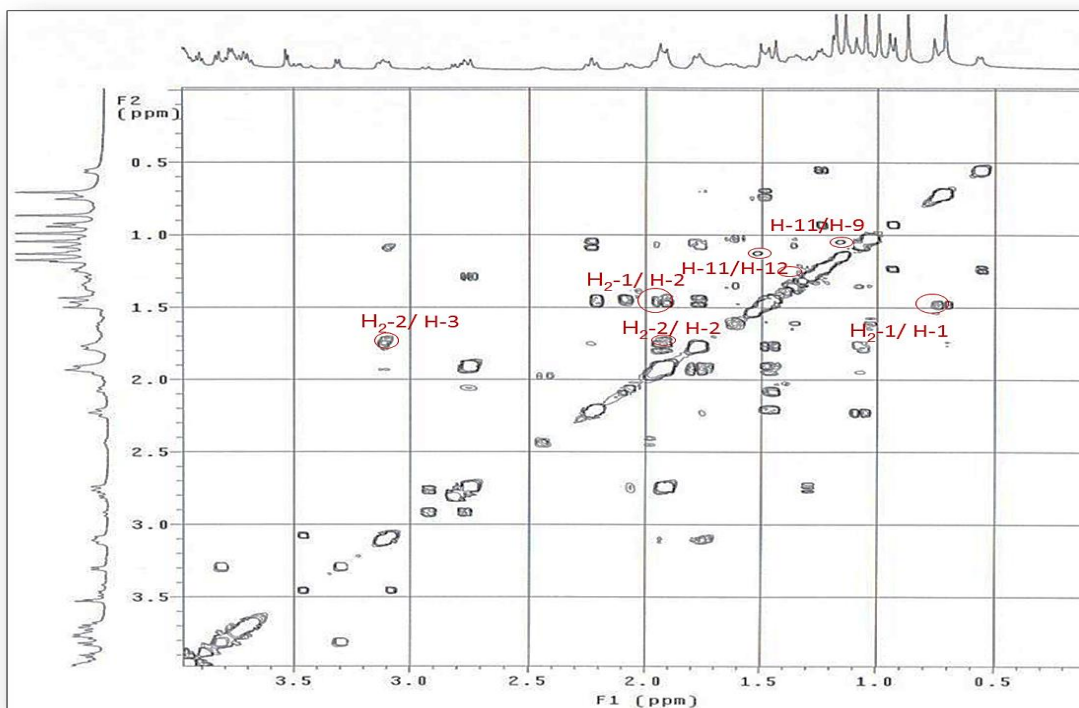 F2
(ppm)
0.5
1.0
H-11/H-9
H-11/H-12
H₂-1/ H-2
1.5
H₂-2/ H-3
H₂-2/ H-2
H₂-1/ H-1
2.0
2.5
3.0
3.5
3.5 3.0 2.5 2.0 1.5 1.0 0.5
F1 (ppm)